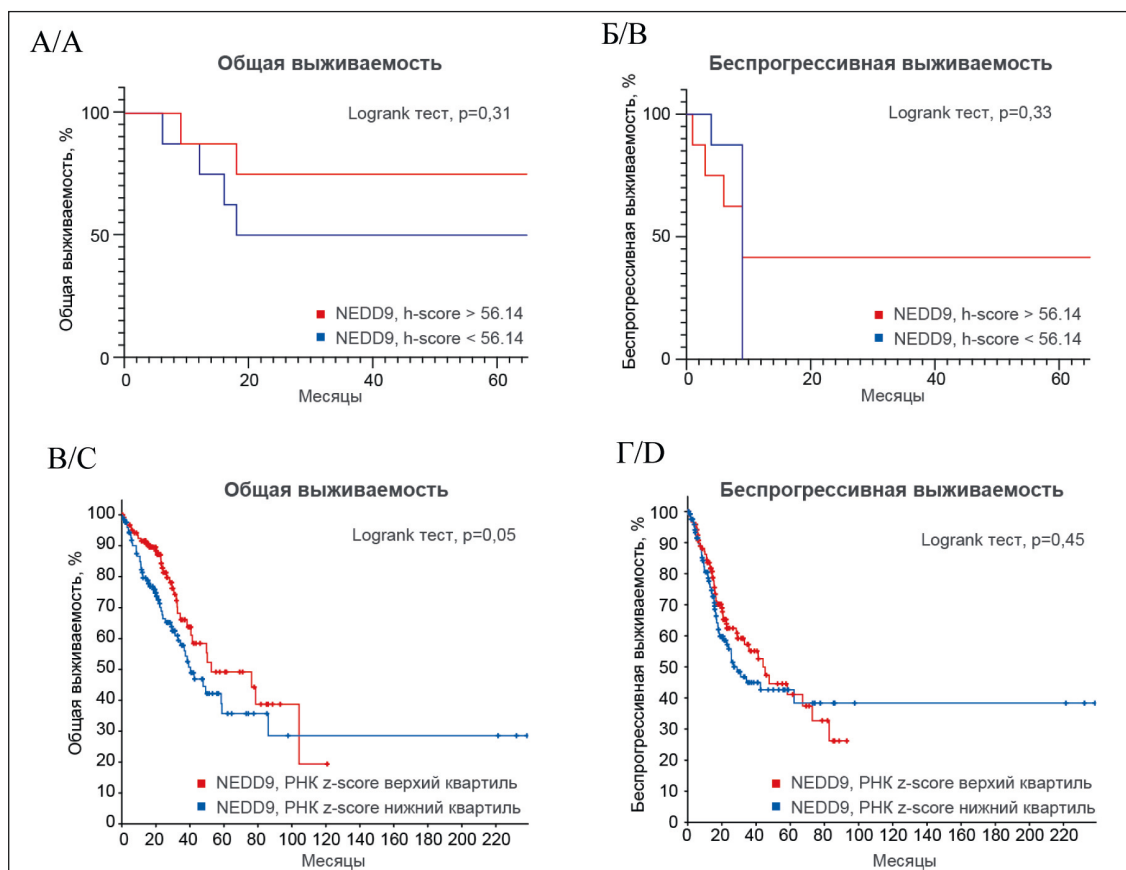 А/A
Общая выживаемость
Logrank тест, p=0,31
Общая выживаемость, %
100
50
0
NEDD9, h-score > 56.14
NEDD9, h-score < 56.14
0 20 40 60
Месяцы
Б/B
Беспрогрессивная выживаемость
Logrank тест, p=0,33
Беспрогрессивная выживаемость, %
100
50
0
NEDD9, h-score > 56.14
NEDD9, h-score < 56.14
0 20 40 60
Месяцы
В/C
Общая выживаемость
Logrank тест, p=0,05
Общая выживаемость, %
100
90
80
70
60
50
40
30
20
10
0
NEDD9, РНК z-score верхий квартиль
NEDD9, РНК z-score нижний квартиль
0 20 40 60 80 100 120 140 160 180 200 220
Месяцы
Г/D
Беспрогрессивная выживаемость
Logrank тест, p=0,45
Беспрогрессивная выживаемость, %
100
90
80
70
60
50
40
30
20
10
0
NEDD9, РНК z-score верхий квартиль
NEDD9, РНК z-score нижний квартиль
0 20 40 60 80 100 120 140 160 180 200 220
Месяцы